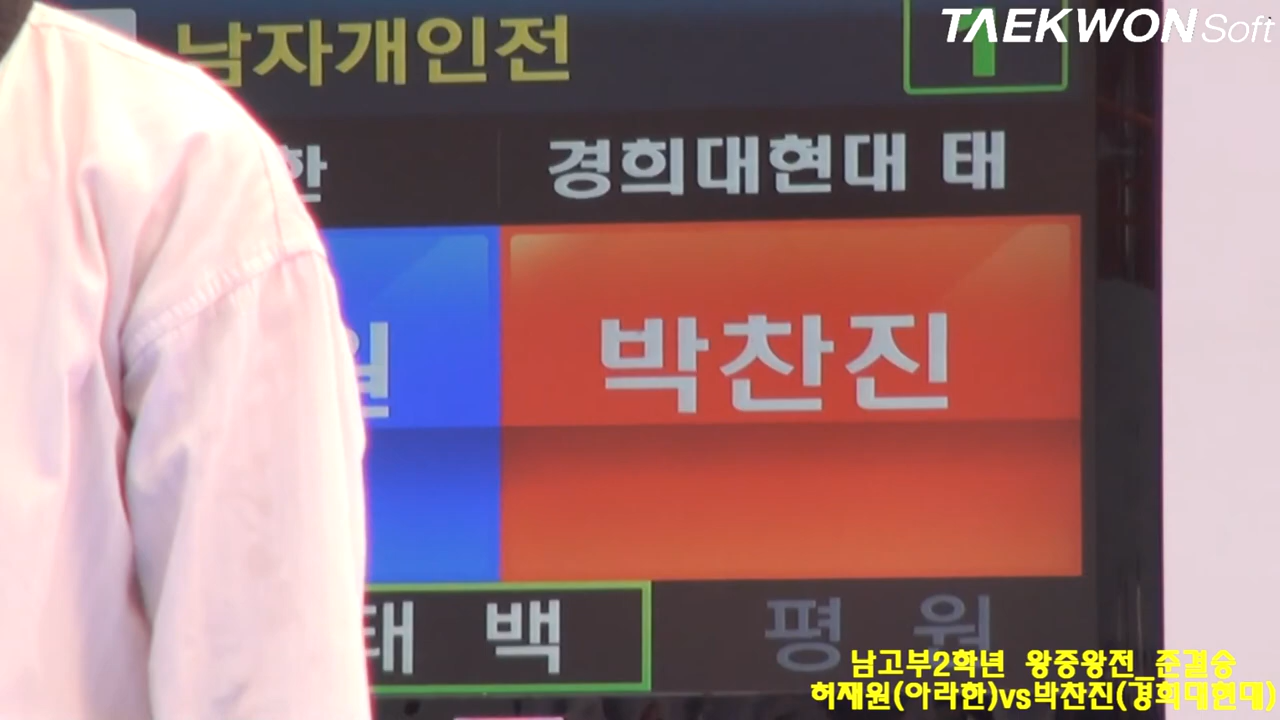 TAEKWON Soft
남자개인전
1
한 경희대현대 태
원 박찬진
태 백 평 원
남고부2학년 왕중왕전_준결승
허재원(아라한)vs박찬진(경희대현대)